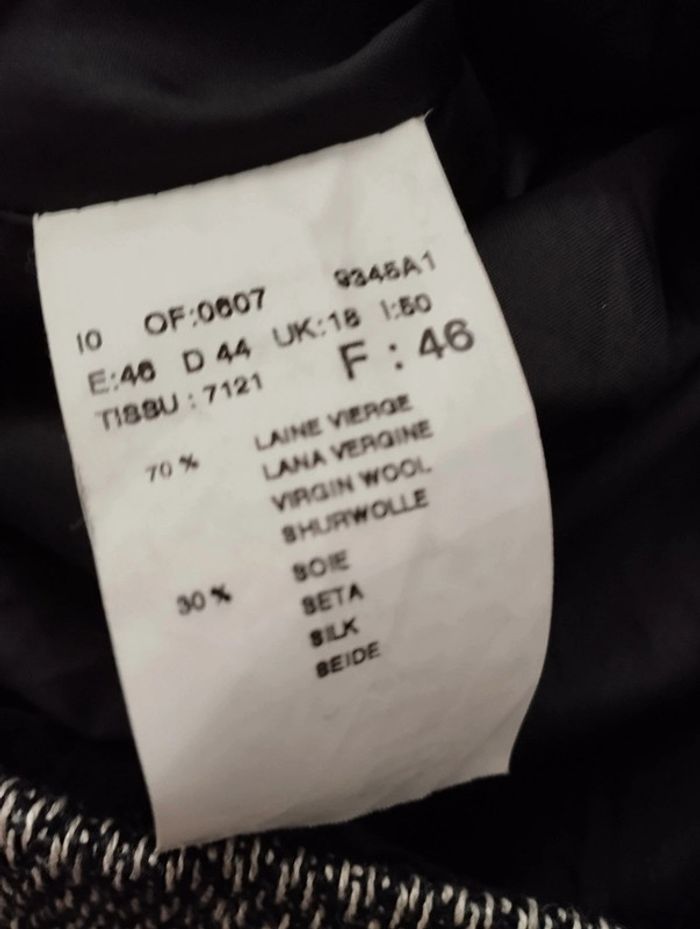 IO OF:0607 9345A1
E:46 D 44 UK:18 I:50
TISSU : 7121 F : 46
70 % LAINE VIERGE
LANA VERGINE
VIRGIN WOOL
SHURWOLLE
30 % SOIE
SETA
SILK
SEIDE